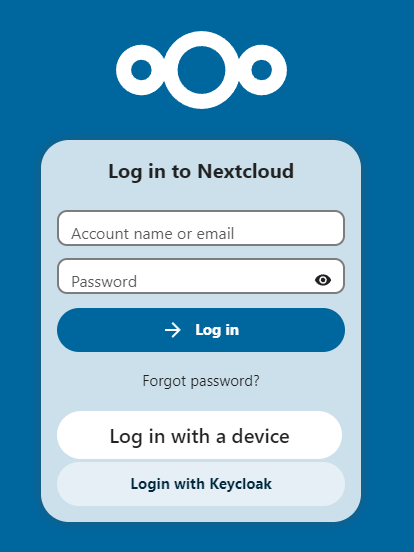 Log in to Nextcloud
Account name or email
Password
Log in
Forgot password?
Log in with a device
Login with Keycloak